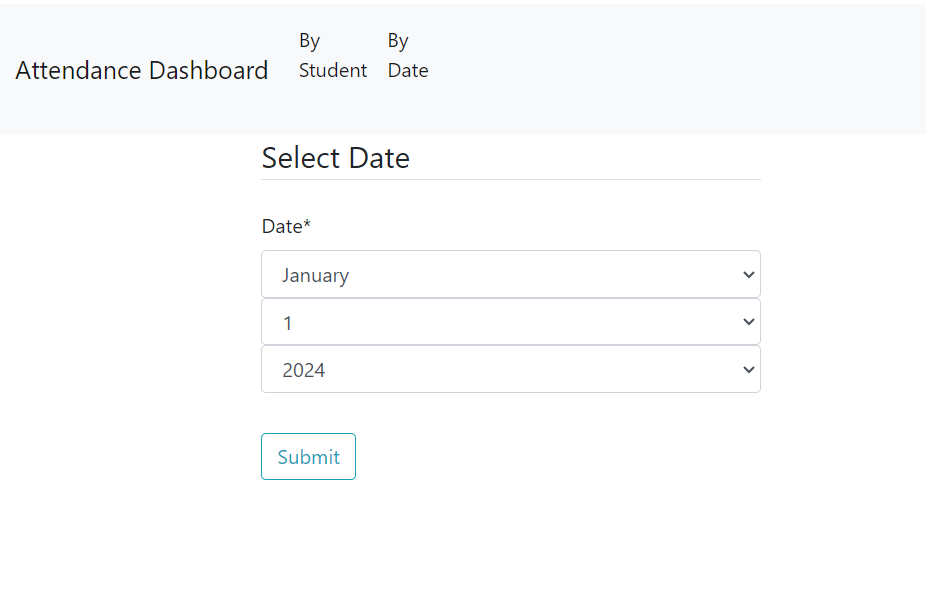 Attendance Dashboard
By Student
By Date
Select Date
Date*
January
1
2024
Submit